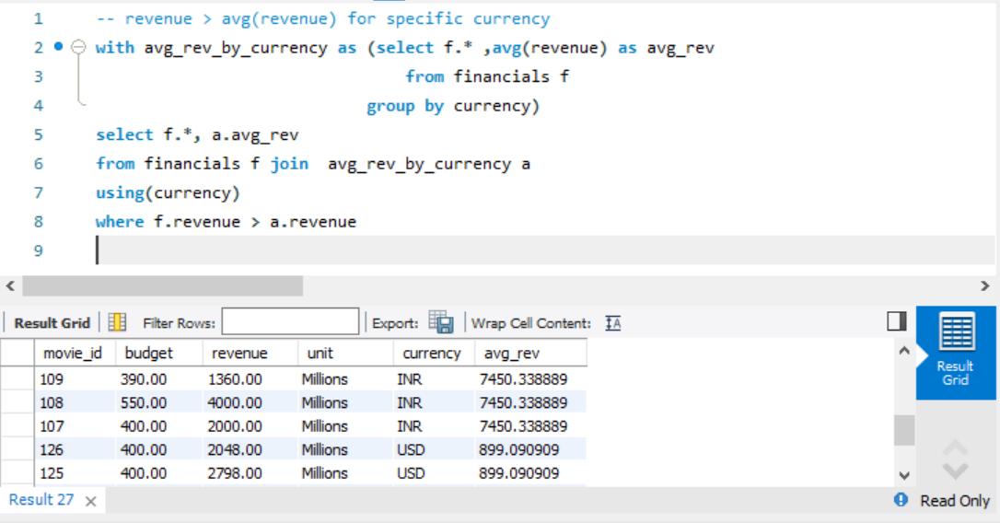 1 -- revenue > avg(revenue) for specific currency
2 with avg_rev_by_currency as (select f.* ,avg(revenue) as avg_rev
3 from financials f
4 group by currency)
5 select f.*, a.avg_rev
6 from financials f join  avg_rev_by_currency a
7 using(currency)
8 where f.revenue > a.revenue
9
Result Grid Filter Rows: Export: Wrap Cell Content: IA
movie_id budget revenue unit currency avg_rev
109 390.00 1360.00 Millions INR 7450.338889
108 550.00 4000.00 Millions INR 7450.338889
107 400.00 2000.00 Millions INR 7450.338889
126 400.00 2048.00 Millions USD 899.090909
125 400.00 2798.00 Millions USD 899.090909
Result
Grid
Result 27 Read Only